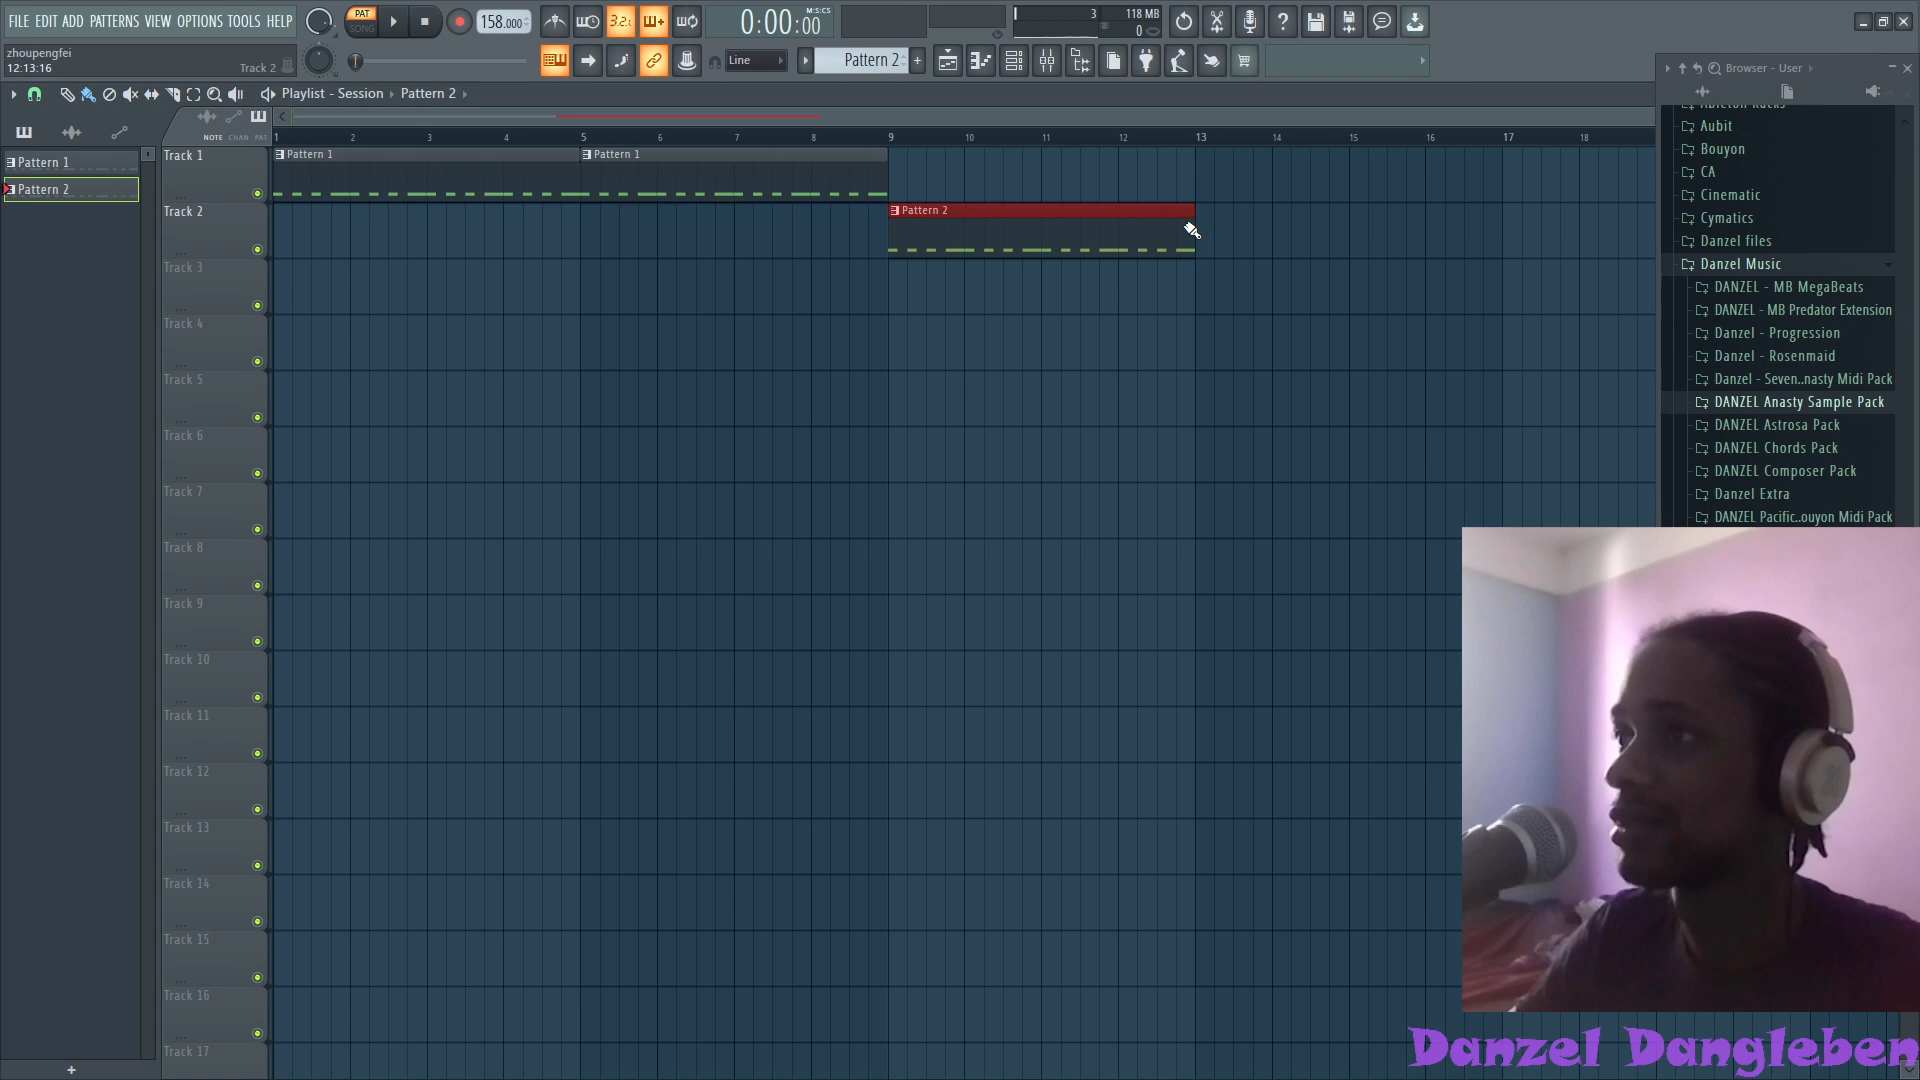 FILE EDIT ADD PATTERNS VIEW OPTIONS TOOLS HELP
PAT
SONG
158.000
3.2.
0:00:00
M:S:CS
3
118 MB
0
zhoupengfei
12:13:16
Track 2
Line
Pattern 2
+
Playlist - Session
Pattern 2
Browser - User
NOTE CHAN PAT
1 2 3 4 5 6 7 8 9 10 11 12 13 14 15 16 17 18
Pattern 1
Pattern 2
Track 1
Pattern 1
Pattern 1
Track 2
Pattern 2
Track 3
Track 4
Track 5
Track 6
Track 7
Track 8
Track 9
Track 10
Track 11
Track 12
Track 13
Track 14
Track 15
Track 16
Track 17
+
Ableton Racks
Aubit
Bouyon
CA
Cinematic
Cymatics
Danzel files
Danzel Music
DANZEL - MB MegaBeats
DANZEL - MB Predator Extension
Danzel - Progression
Danzel - Rosenmaid
Danzel - Seven..nasty Midi Pack
DANZEL Anasty Sample Pack
DANZEL Astrosa Pack
DANZEL Chords Pack
DANZEL Composer Pack
Danzel Extra
DANZEL Pacific..ouyon Midi Pack
Danzel Dangleben